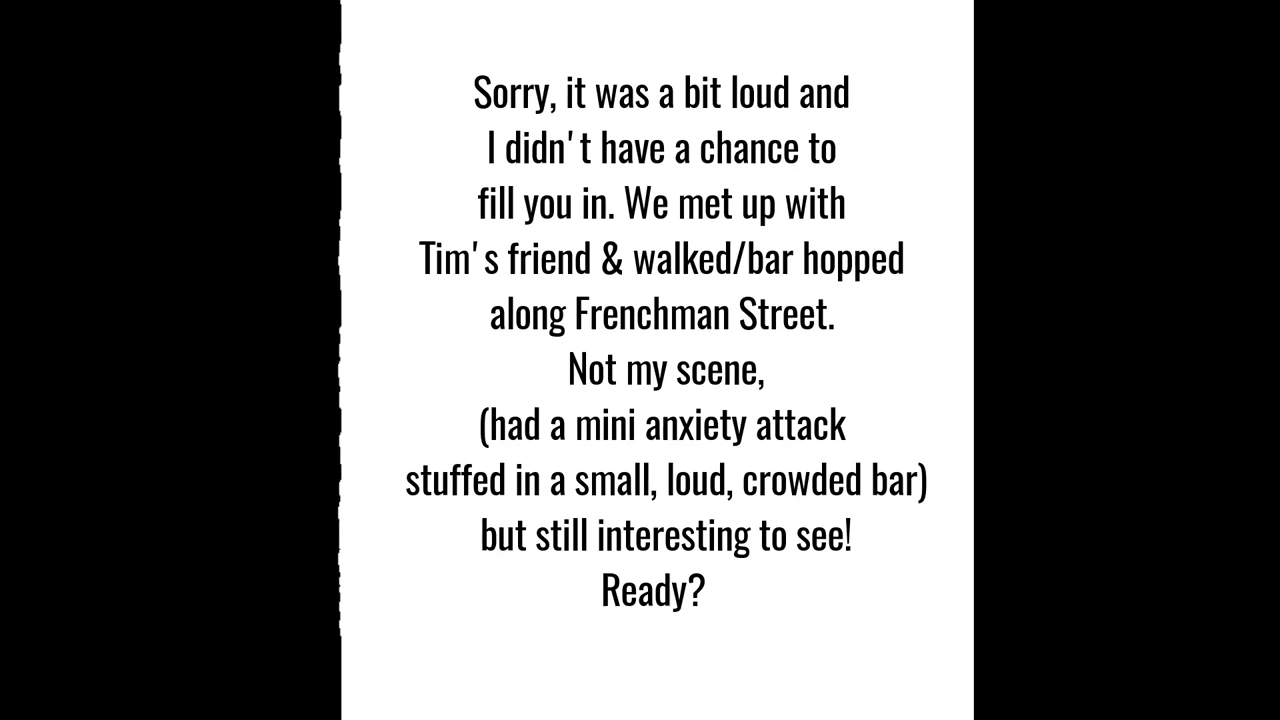 Sorry, it was a bit loud and
I didn't have a chance to
fill you in. We met up with
Tim's friend & walked/bar hopped
along Frenchman Street.
Not my scene,
(had a mini anxiety attack
stuffed in a small, loud, crowded bar)
but still interesting to see!
Ready?